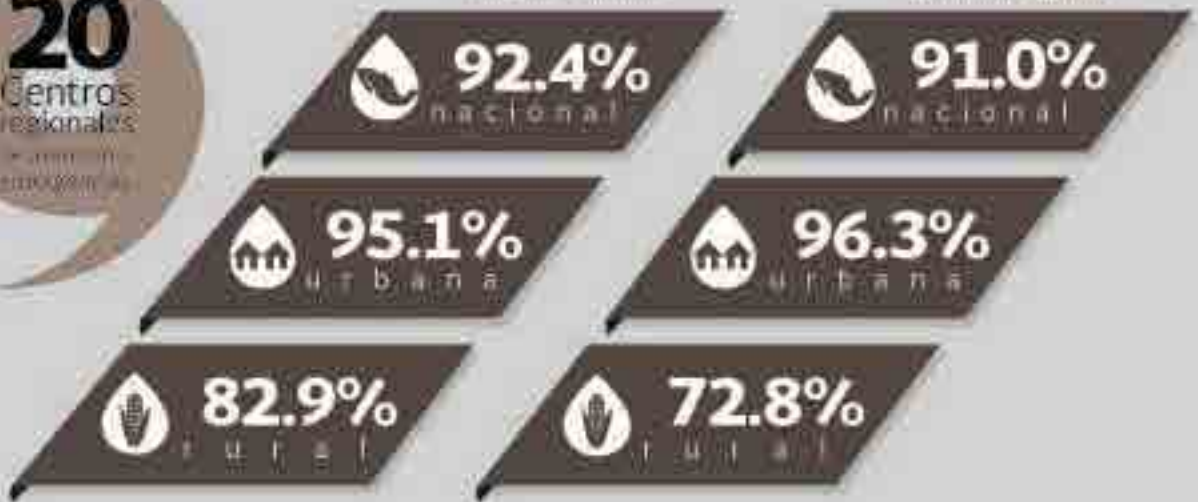 20
Centros
regionales
92.4%
nacional
91.0%
nacional
95.1%
urbana
96.3%
urbana
82.9%
rural
72.8%
rural